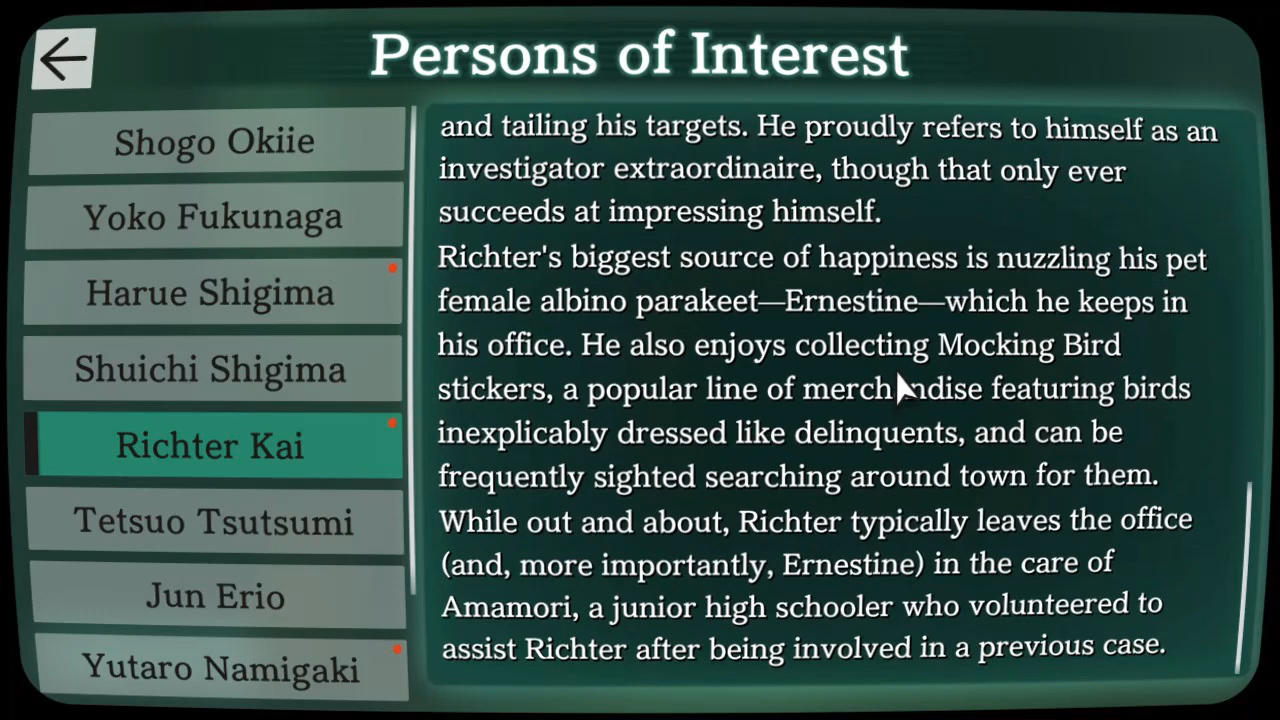 Persons of Interest
Shogo Okiie
Yoko Fukunaga
Harue Shigima
Shuichi Shigima
Richter Kai
Tetsuo Tsutsumi
Jun Erio
Yutaro Namigaki
and tailing his targets. He proudly refers to himself as an
investigator extraordinaire, though that only ever
succeeds at impressing himself.
Richter's biggest source of happiness is nuzzling his pet
female albino parakeet—Ernestine—which he keeps in
his office. He also enjoys collecting Mocking Bird
stickers, a popular line of merchandise featuring birds
inexplicably dressed like delinquents, and can be
frequently sighted searching around town for them.
While out and about, Richter typically leaves the office
(and, more importantly, Ernestine) in the care of
Amamori, a junior high schooler who volunteered to
assist Richter after being involved in a previous case.